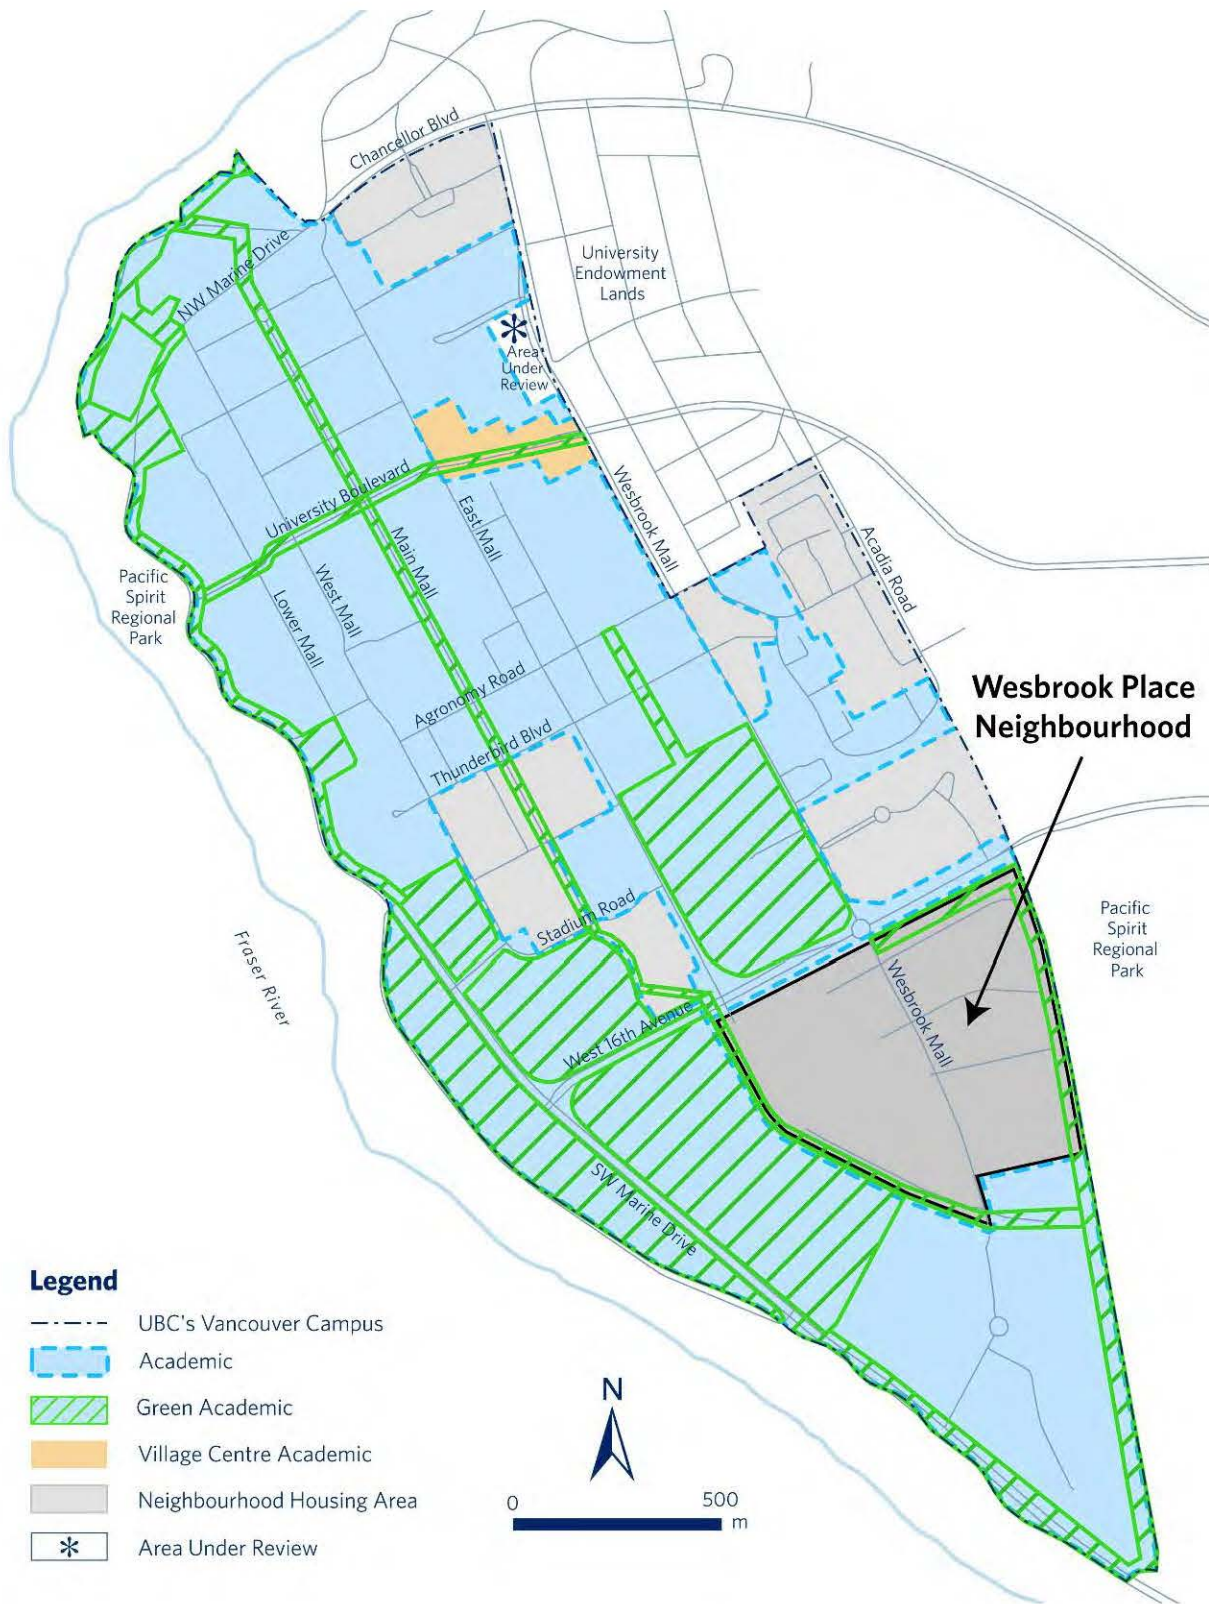 Chancellor Blvd
NW Marine Drive
University
Endowment
Lands
Area
Under
Review
University Boulevard
Wesbrook Mall
East Mall
Main Mall
West Mall
Lower Mall
Acadia Road
Pacific
Spirit
Regional
Park
Agronomy Road
Thunderbird Blvd
Wesbrook Place
Neighbourhood
Stadium Road
Pacific
Spirit
Regional
Park
Fraser River
Wesbrook Mall
West 16th Avenue
SW Marine Drive
Legend
UBC's Vancouver Campus
Academic
Green Academic
Village Centre Academic
Neighbourhood Housing Area
Area Under Review
N
0 500
m